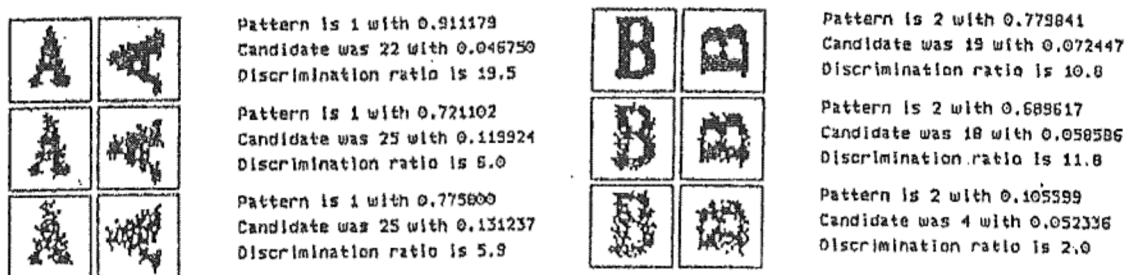 Pattern is 1 with 0.911179
Candidate was 22 with 0.046750
Discrimination ratio is 19.5
Pattern is 1 with 0.721102
Candidate was 25 with 0.119924
Discrimination ratio is 6.0
Pattern is 1 with 0.775800
Candidate was 25 with 0.131237
Discrimination ratio is 5.9
Pattern is 2 with 0.779841
Candidate was 19 with 0.072447
Discrimination ratio is 10.8
Pattern is 2 with 0.689617
Candidate was 18 with 0.058586
Discrimination ratio is 11.8
Pattern is 2 with 0.105599
Candidate was 4 with 0.052336
Discrimination ratio is 2.0